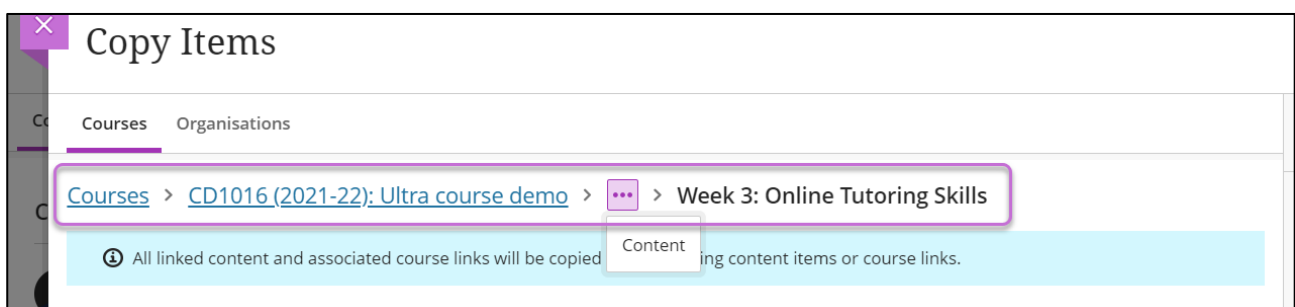 Copy Items
Courses Organisations
Courses > CD1016 (2021-22): Ultra course demo > ••• > Week 3: Online Tutoring Skills
Content
All linked content and associated course links will be copied ing content items or course links.